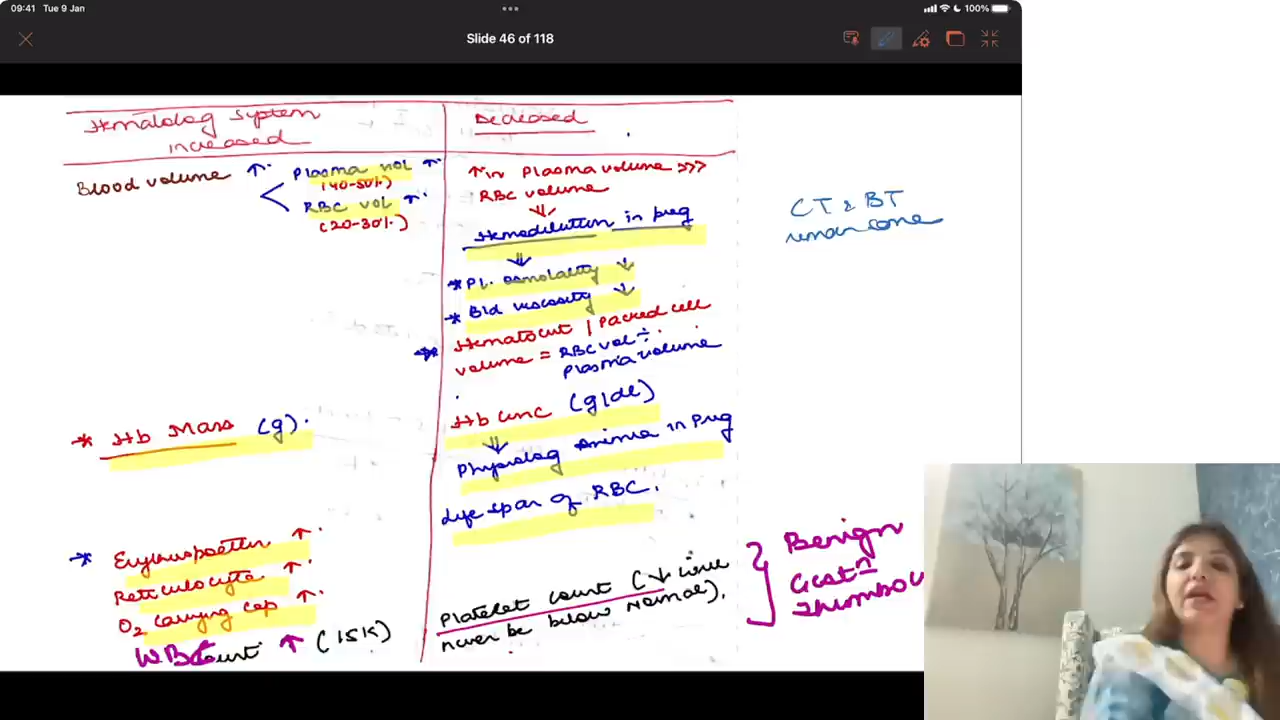 09:41 Tue 9 Jan
100%
Slide 46 of 118
Hematolog System
increased
Decreased
Blood volume ↑
Plasma vol ↑
(40-50%)
RBC vol ↑
(20-30%)
↑ in Plasma volume >>>
RBC volume
Hemodilution in preg
* Pl. osmolality ↓
* Bld viscosity ↓
Hematocrit | Packed cell
volume = RBC vol ÷
plasma volume
* Hb Mass (g).
Hb conc (g|dl)
Physiolog Anemia in Preg
life span of RBC.
* Erythropoetin ↑
Reticulocyte ↑
O2 carrying cap ↑
WBC count ↑ (15K)
Platelet count (↓
never be below normal).
CT & BT
remain same
Benign
Gestⁿ
Thrombo